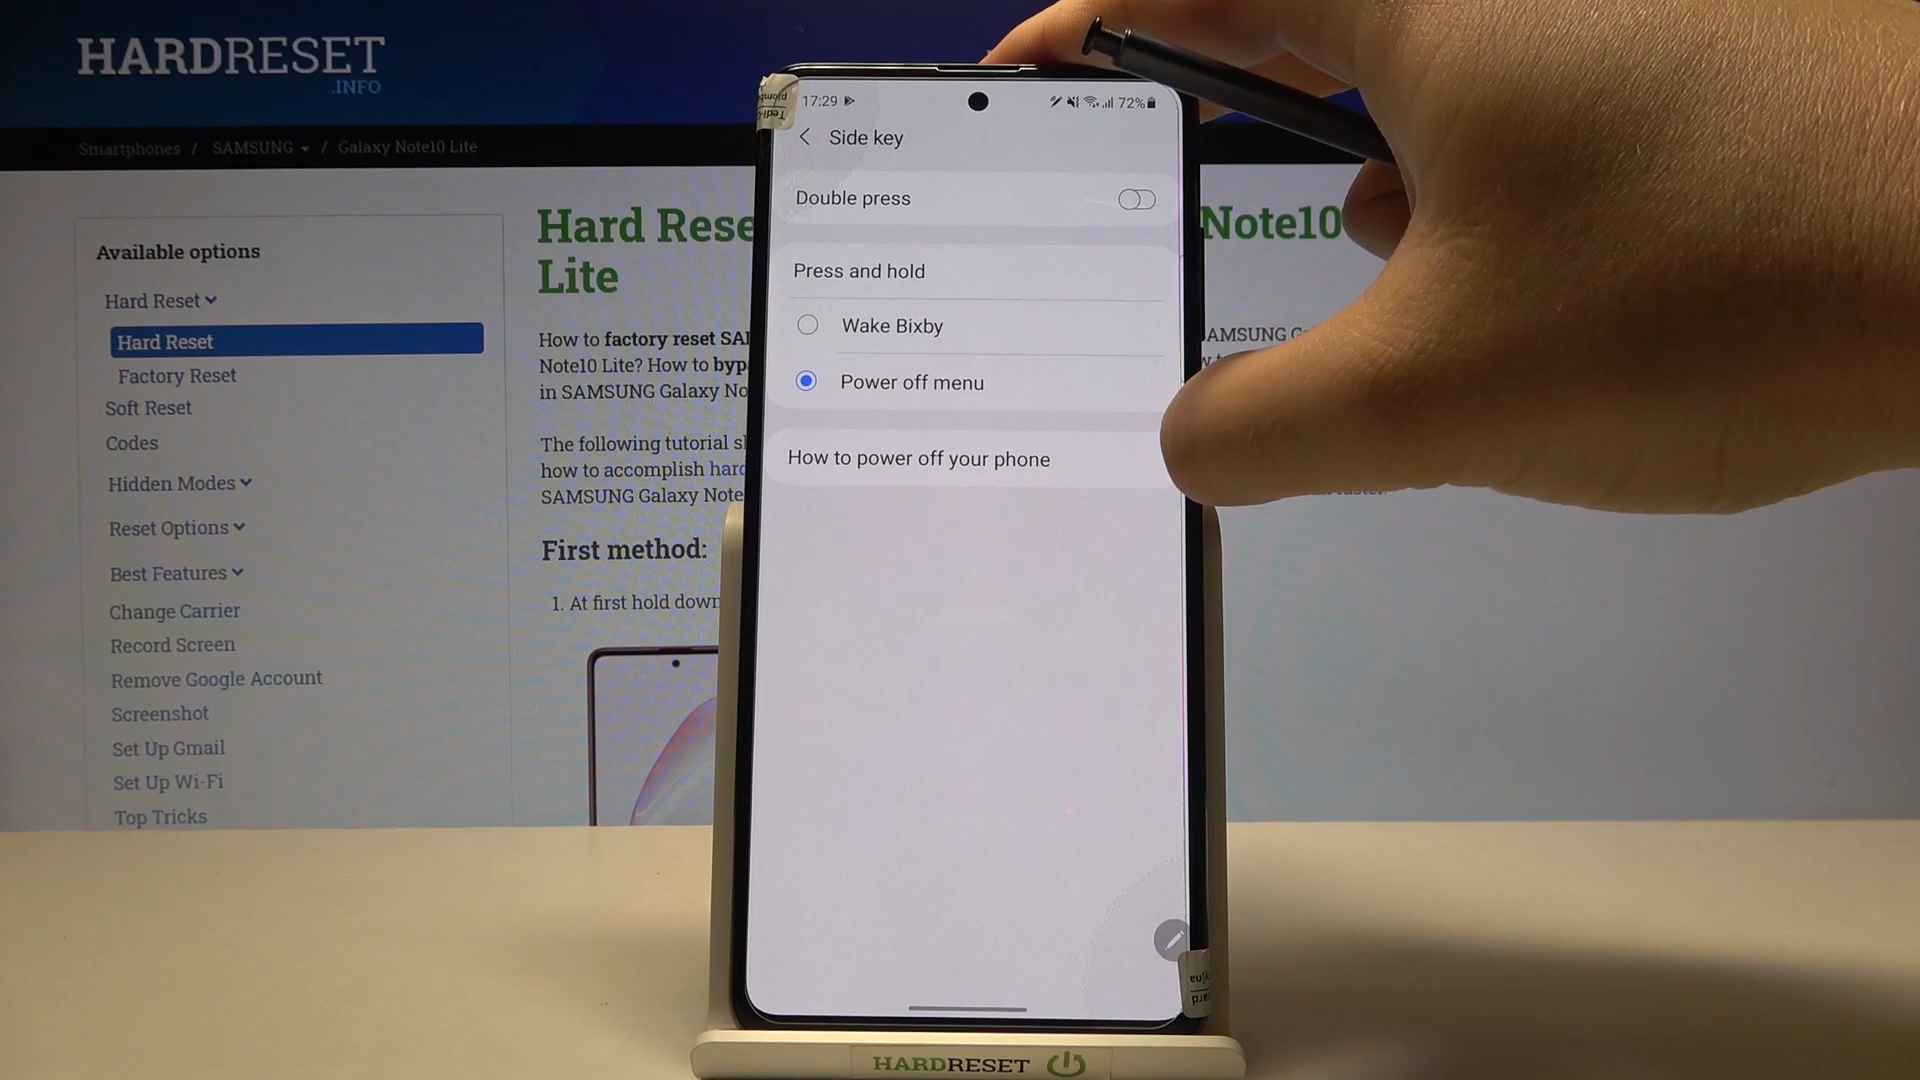 HARDRESET
.INFO
Smartphones / SAMSUNG / Galaxy Note10 Lite
Available options
Hard Reset
Hard Reset
Factory Reset
Soft Reset
Codes
Hidden Modes
Reset Options
Best Features
Change Carrier
Record Screen
Remove Google Account
Screenshot
Set Up Gmail
Set Up Wi-Fi
Top Tricks
Hard Rese
Note10
Lite
How to factory reset SA
Note10 Lite? How to byp
in SAMSUNG Galaxy No
The following tutorial s
how to accomplish hard
SAMSUNG Galaxy Note
First method:
1. At first hold down
17:29
72%
Side key
Double press
Press and hold
Wake Bixby
Power off menu
How to power off your phone
HARDRESET